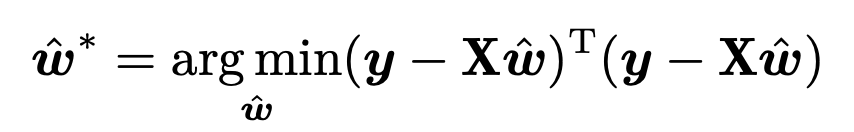 ŵ* = arg min(y − Xŵ)ᵀ(y − Xŵ)
ŵ